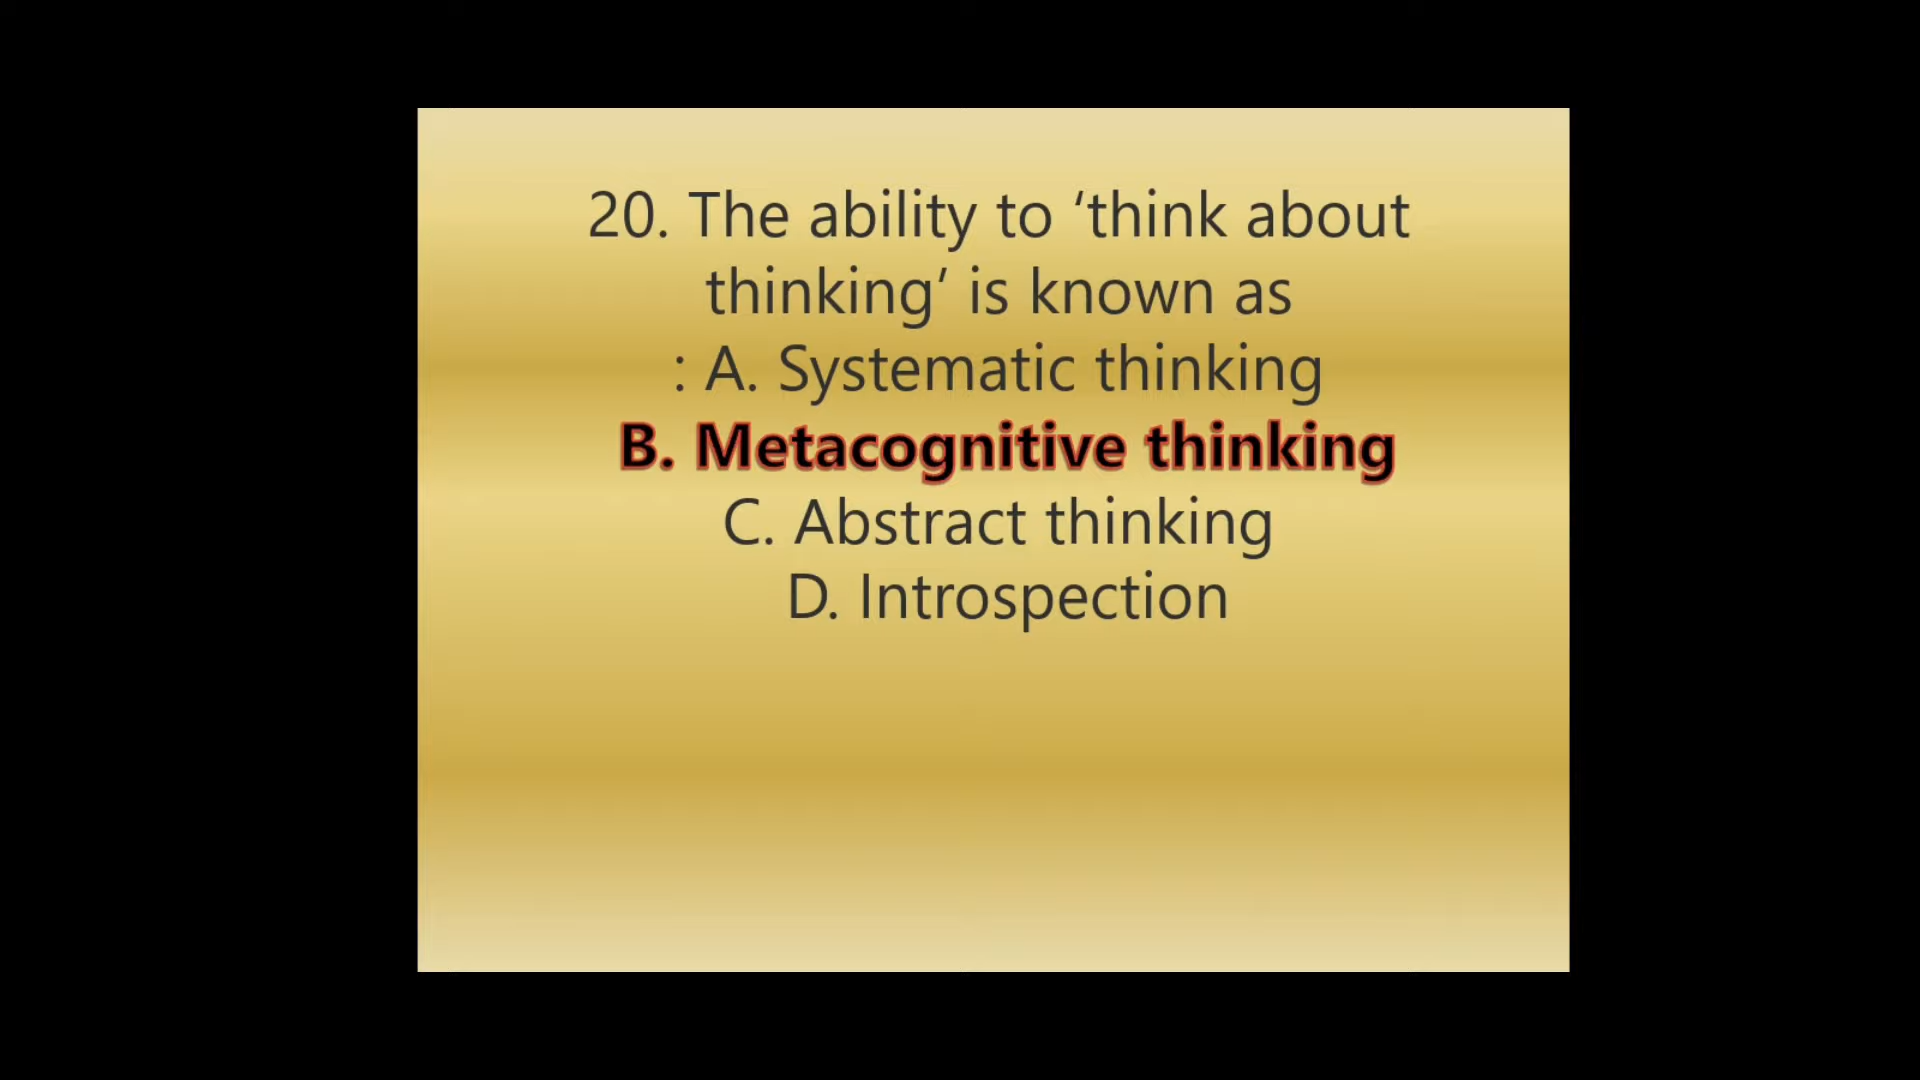 20. The ability to ‘think about
thinking’ is known as
: A. Systematic thinking
B. Metacognitive thinking
C. Abstract thinking
D. Introspection